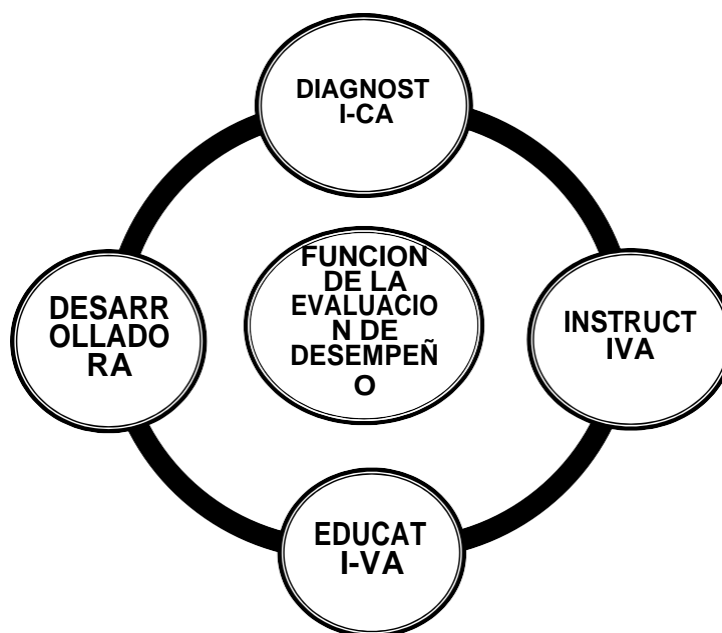 DIAGNOST
I-CA
FUNCION
DE LA
EVALUACIO
N DE
DESEMPEÑ
O
DESARR
OLLADO
RA
INSTRUCT
IVA
EDUCAT
I-VA